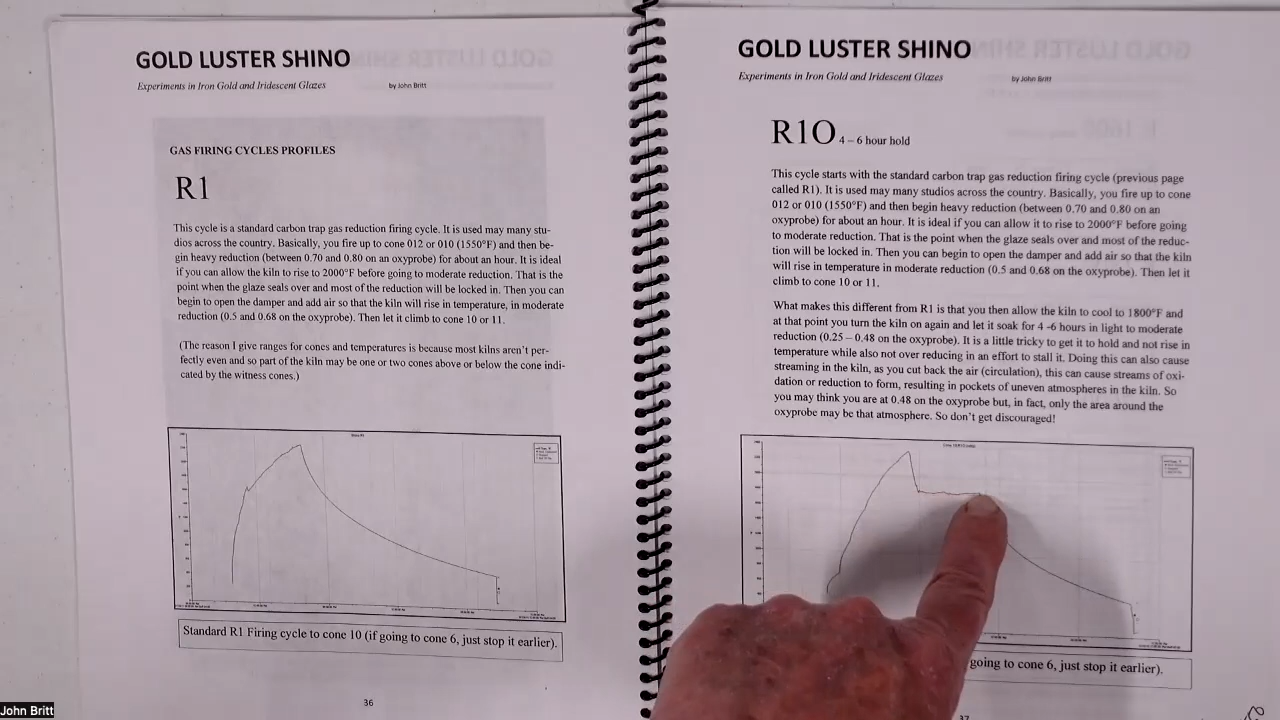 GOLD LUSTER SHINO
Experiments in Iron Gold and Iridescent Glazes by John Britt
GAS FIRING CYCLES PROFILES
R1
This cycle is a standard carbon trap gas reduction firing cycle. It is used may many stu-
dios across the country. Basically, you fire up to cone 012 or 010 (1550°F) and then be-
gin heavy reduction (between 0.70 and 0.80 on an oxyprobe) for about an hour. It is ideal
if you can allow the kiln to rise to 2000°F before going to moderate reduction. That is the
point when the glaze seals over and most of the reduction will be locked in. Then you can
begin to open the damper and add air so that the kiln will rise in temperature, in moderate
reduction (0.5 and 0.68 on the oxyprobe). Then let it climb to cone 10 or 11.
(The reason I give ranges for cones and temperatures is because most kilns aren't per-
fectly even and so part of the kiln may be one or two cones above or below the cone indi-
cated by the witness cones.)
Standard R1 Firing cycle to cone 10 (if going to cone 6, just stop it earlier).
36
GOLD LUSTER SHINO
Experiments in Iron Gold and Iridescent Glazes by John Britt
R1O 4 – 6 hour hold
This cycle starts with the standard carbon trap gas reduction firing cycle (previous page
called R1). It is used may many studios across the country. Basically, you fire up to cone
012 or 010 (1550°F) and then begin heavy reduction (between 0.70 and 0.80 on an
oxyprobe) for about an hour. It is ideal if you can allow it to rise to 2000°F before going
to moderate reduction. That is the point when the glaze seals over and most of the reduc-
tion will be locked in. Then you can begin to open the damper and add air so that the kiln
will rise in temperature in moderate reduction (0.5 and 0.68 on the oxyprobe). Then let it
climb to cone 10 or 11.
What makes this different from R1 is that you then allow the kiln to cool to 1800°F and
at that point you turn the kiln on again and let it soak for 4 -6 hours in light to moderate
reduction (0.25 – 0.48 on the oxyprobe). It is a little tricky to get it to hold and not rise in
temperature while also not over reducing in an effort to stall it. Doing this can also cause
streaming in the kiln, as you cut back the air (circulation), this can cause streams of oxi-
dation or reduction to form, resulting in pockets of uneven atmospheres in the kiln. So
you may think you are at 0.48 on the oxyprobe but, in fact, only the area around the
oxyprobe may be that atmosphere. So don't get discouraged!
going to cone 6, just stop it earlier).
37
John Britt